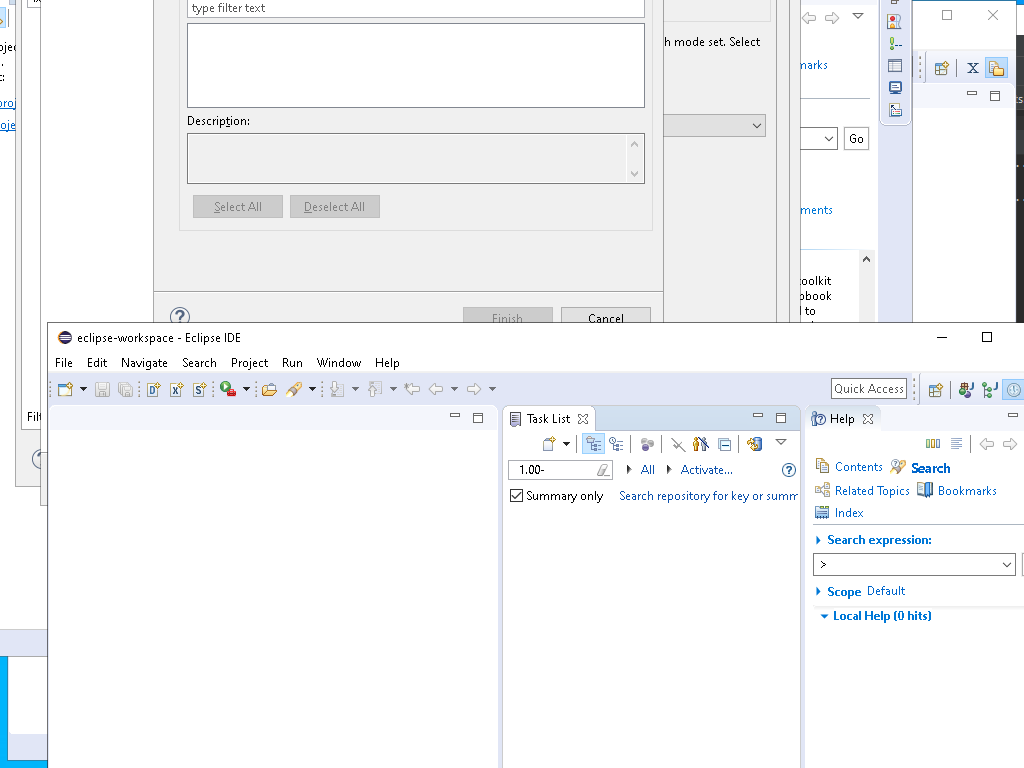 type filter text
h mode set. Select
Description:
Select All
Deselect All
Finish
Cancel
Go
oolkit
ments
eclipse-workspace - Eclipse IDE
File Edit Navigate Search Project Run Window Help
Quick Access
Task List
Help
Contents
Search
1.00-
All
Activate...
Related Topics
Bookmarks
Summary only
Search repository for key or summ
Index
Search expression:
>
Scope Default
Local Help (0 hits)